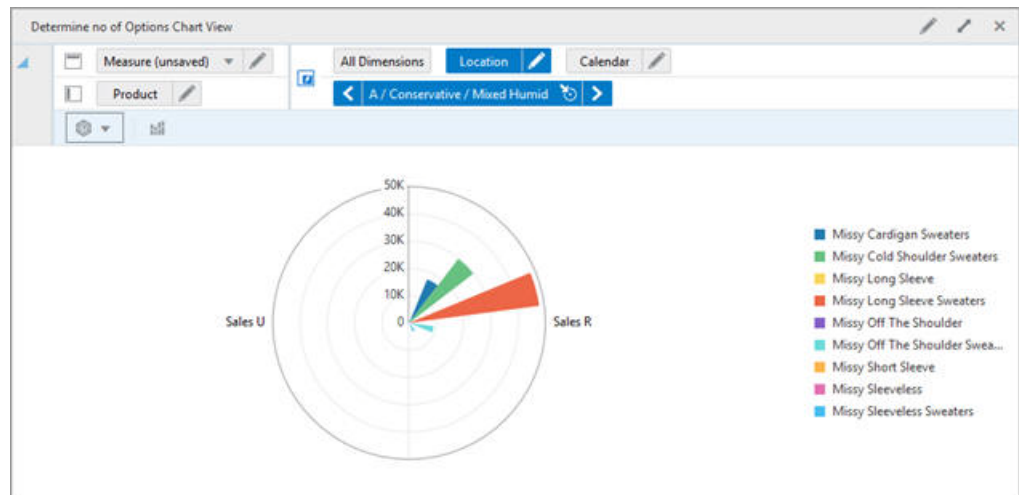 Determine no of Options Chart View
Measure (unsaved)
All Dimensions
Location
Calendar
Product
A / Conservative / Mixed Humid
50K
40K
30K
20K
10K
0
Sales U
Sales R
Missy Cardigan Sweaters
Missy Cold Shoulder Sweaters
Missy Long Sleeve
Missy Long Sleeve Sweaters
Missy Off The Shoulder
Missy Off The Shoulder Swea...
Missy Short Sleeve
Missy Sleeveless
Missy Sleeveless Sweaters